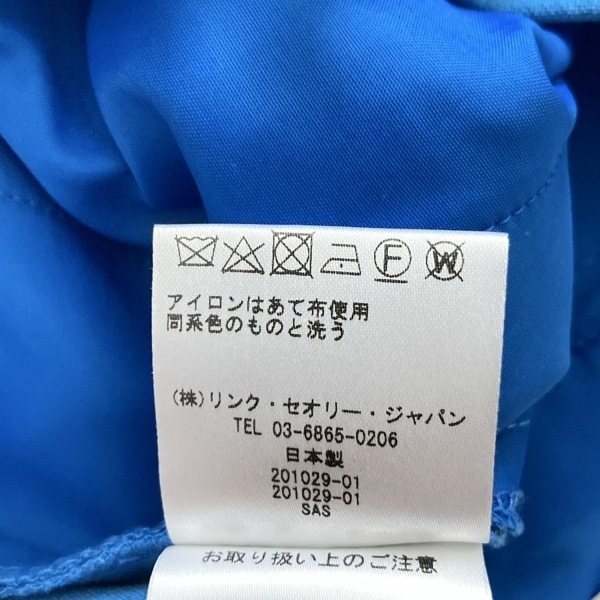 F W
アイロンはあて布使用
同系色のものと洗う
(株)リンク・セオリー・ジャパン
TEL 03-6865-0206
日本製
201029-01
201029-01
SAS
お取り扱い上のご注意